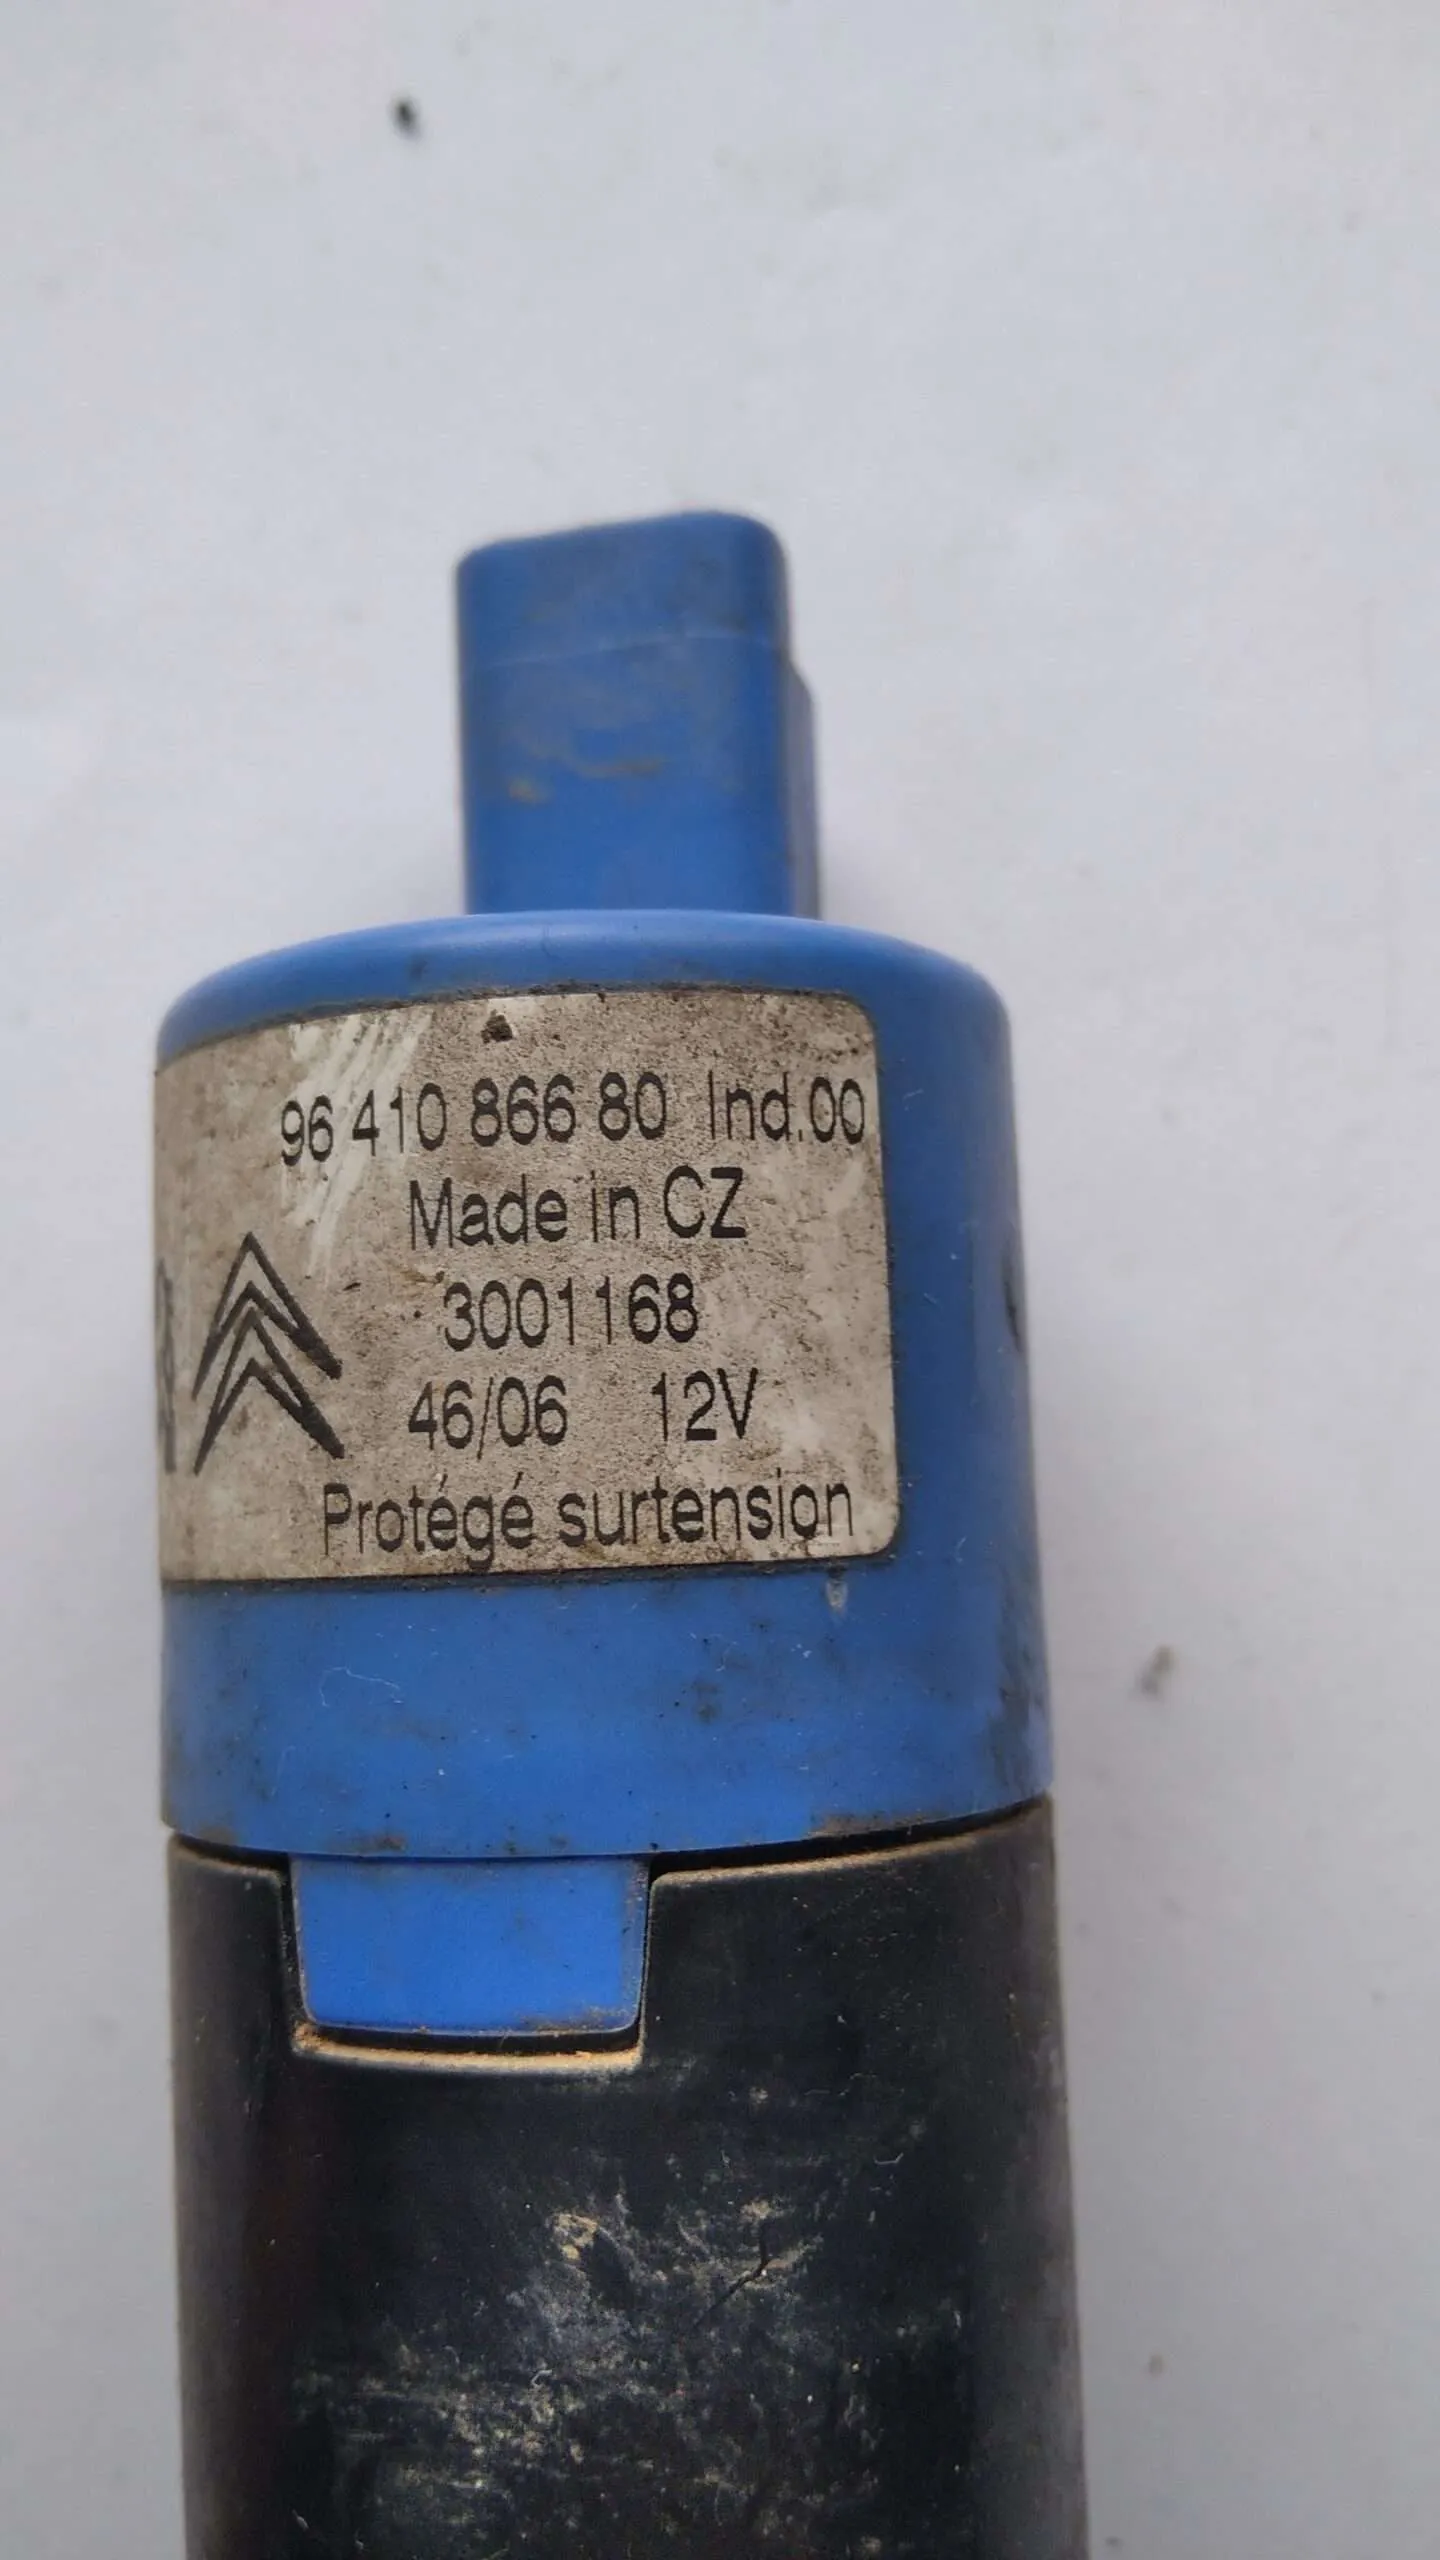 96 410 866 80 Ind.00
Made in CZ
3001168
46/06 12V
Protégé surtension